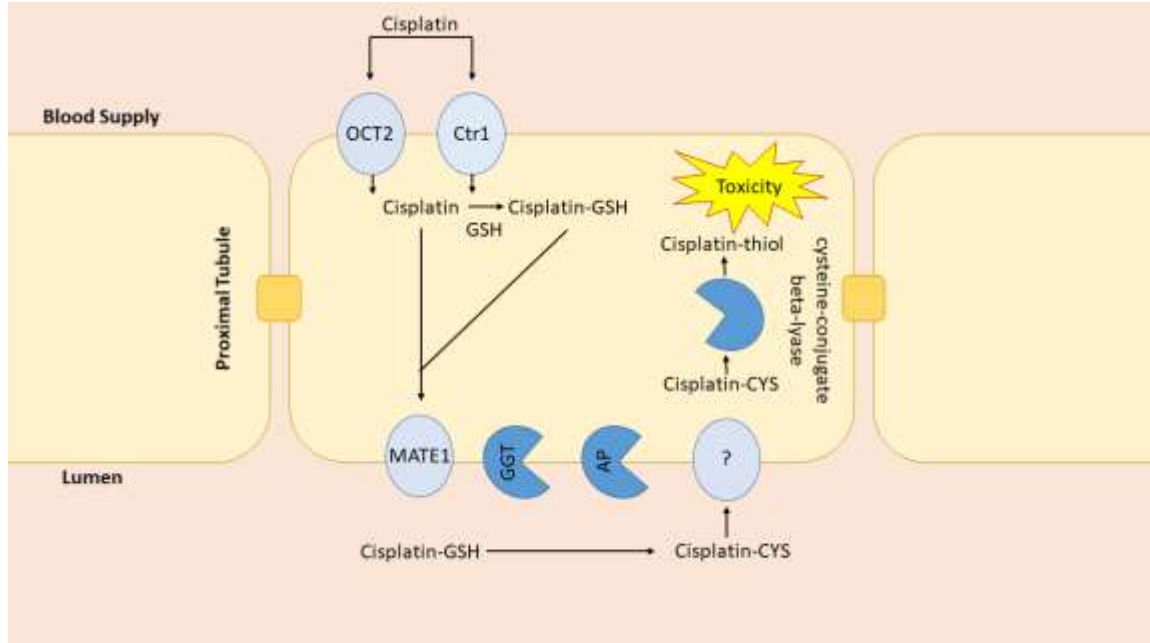 Cisplatin
Blood Supply
OCT2
Ctr1
Cisplatin
GSH
Cisplatin-GSH
Toxicity
Cisplatin-thiol
cysteine-conjugate
beta-lyase
Proximal Tubule
Cisplatin-CYS
MATE1
GGT
AP
?
Lumen
Cisplatin-GSH
Cisplatin-CYS